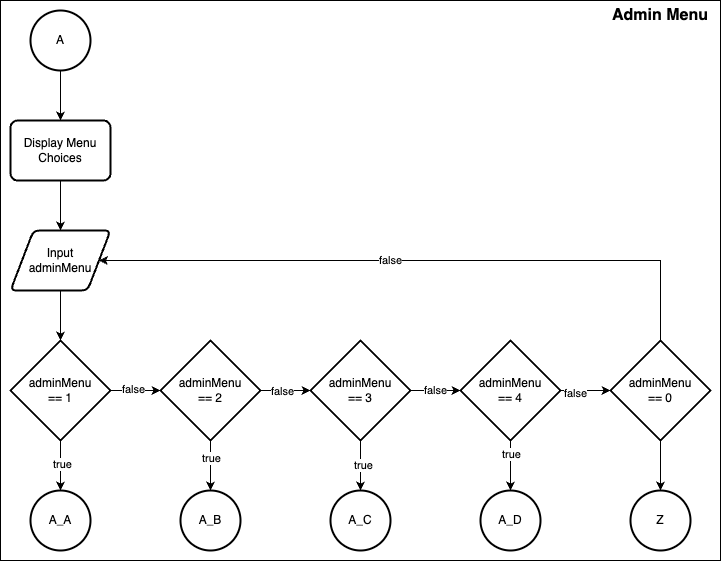 Admin Menu
A
Display Menu
Choices
Input
adminMenu
false
adminMenu
== 1
false
adminMenu
== 2
false
adminMenu
== 3
false
adminMenu
== 4
false
adminMenu
== 0
true
true
true
true
A_A
A_B
A_C
A_D
Z